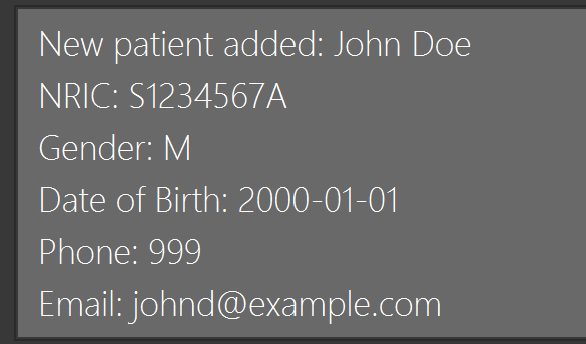 New patient added: John Doe
NRIC: S1234567A
Gender: M
Date of Birth: 2000-01-01
Phone: 999
Email: johnd@example.com